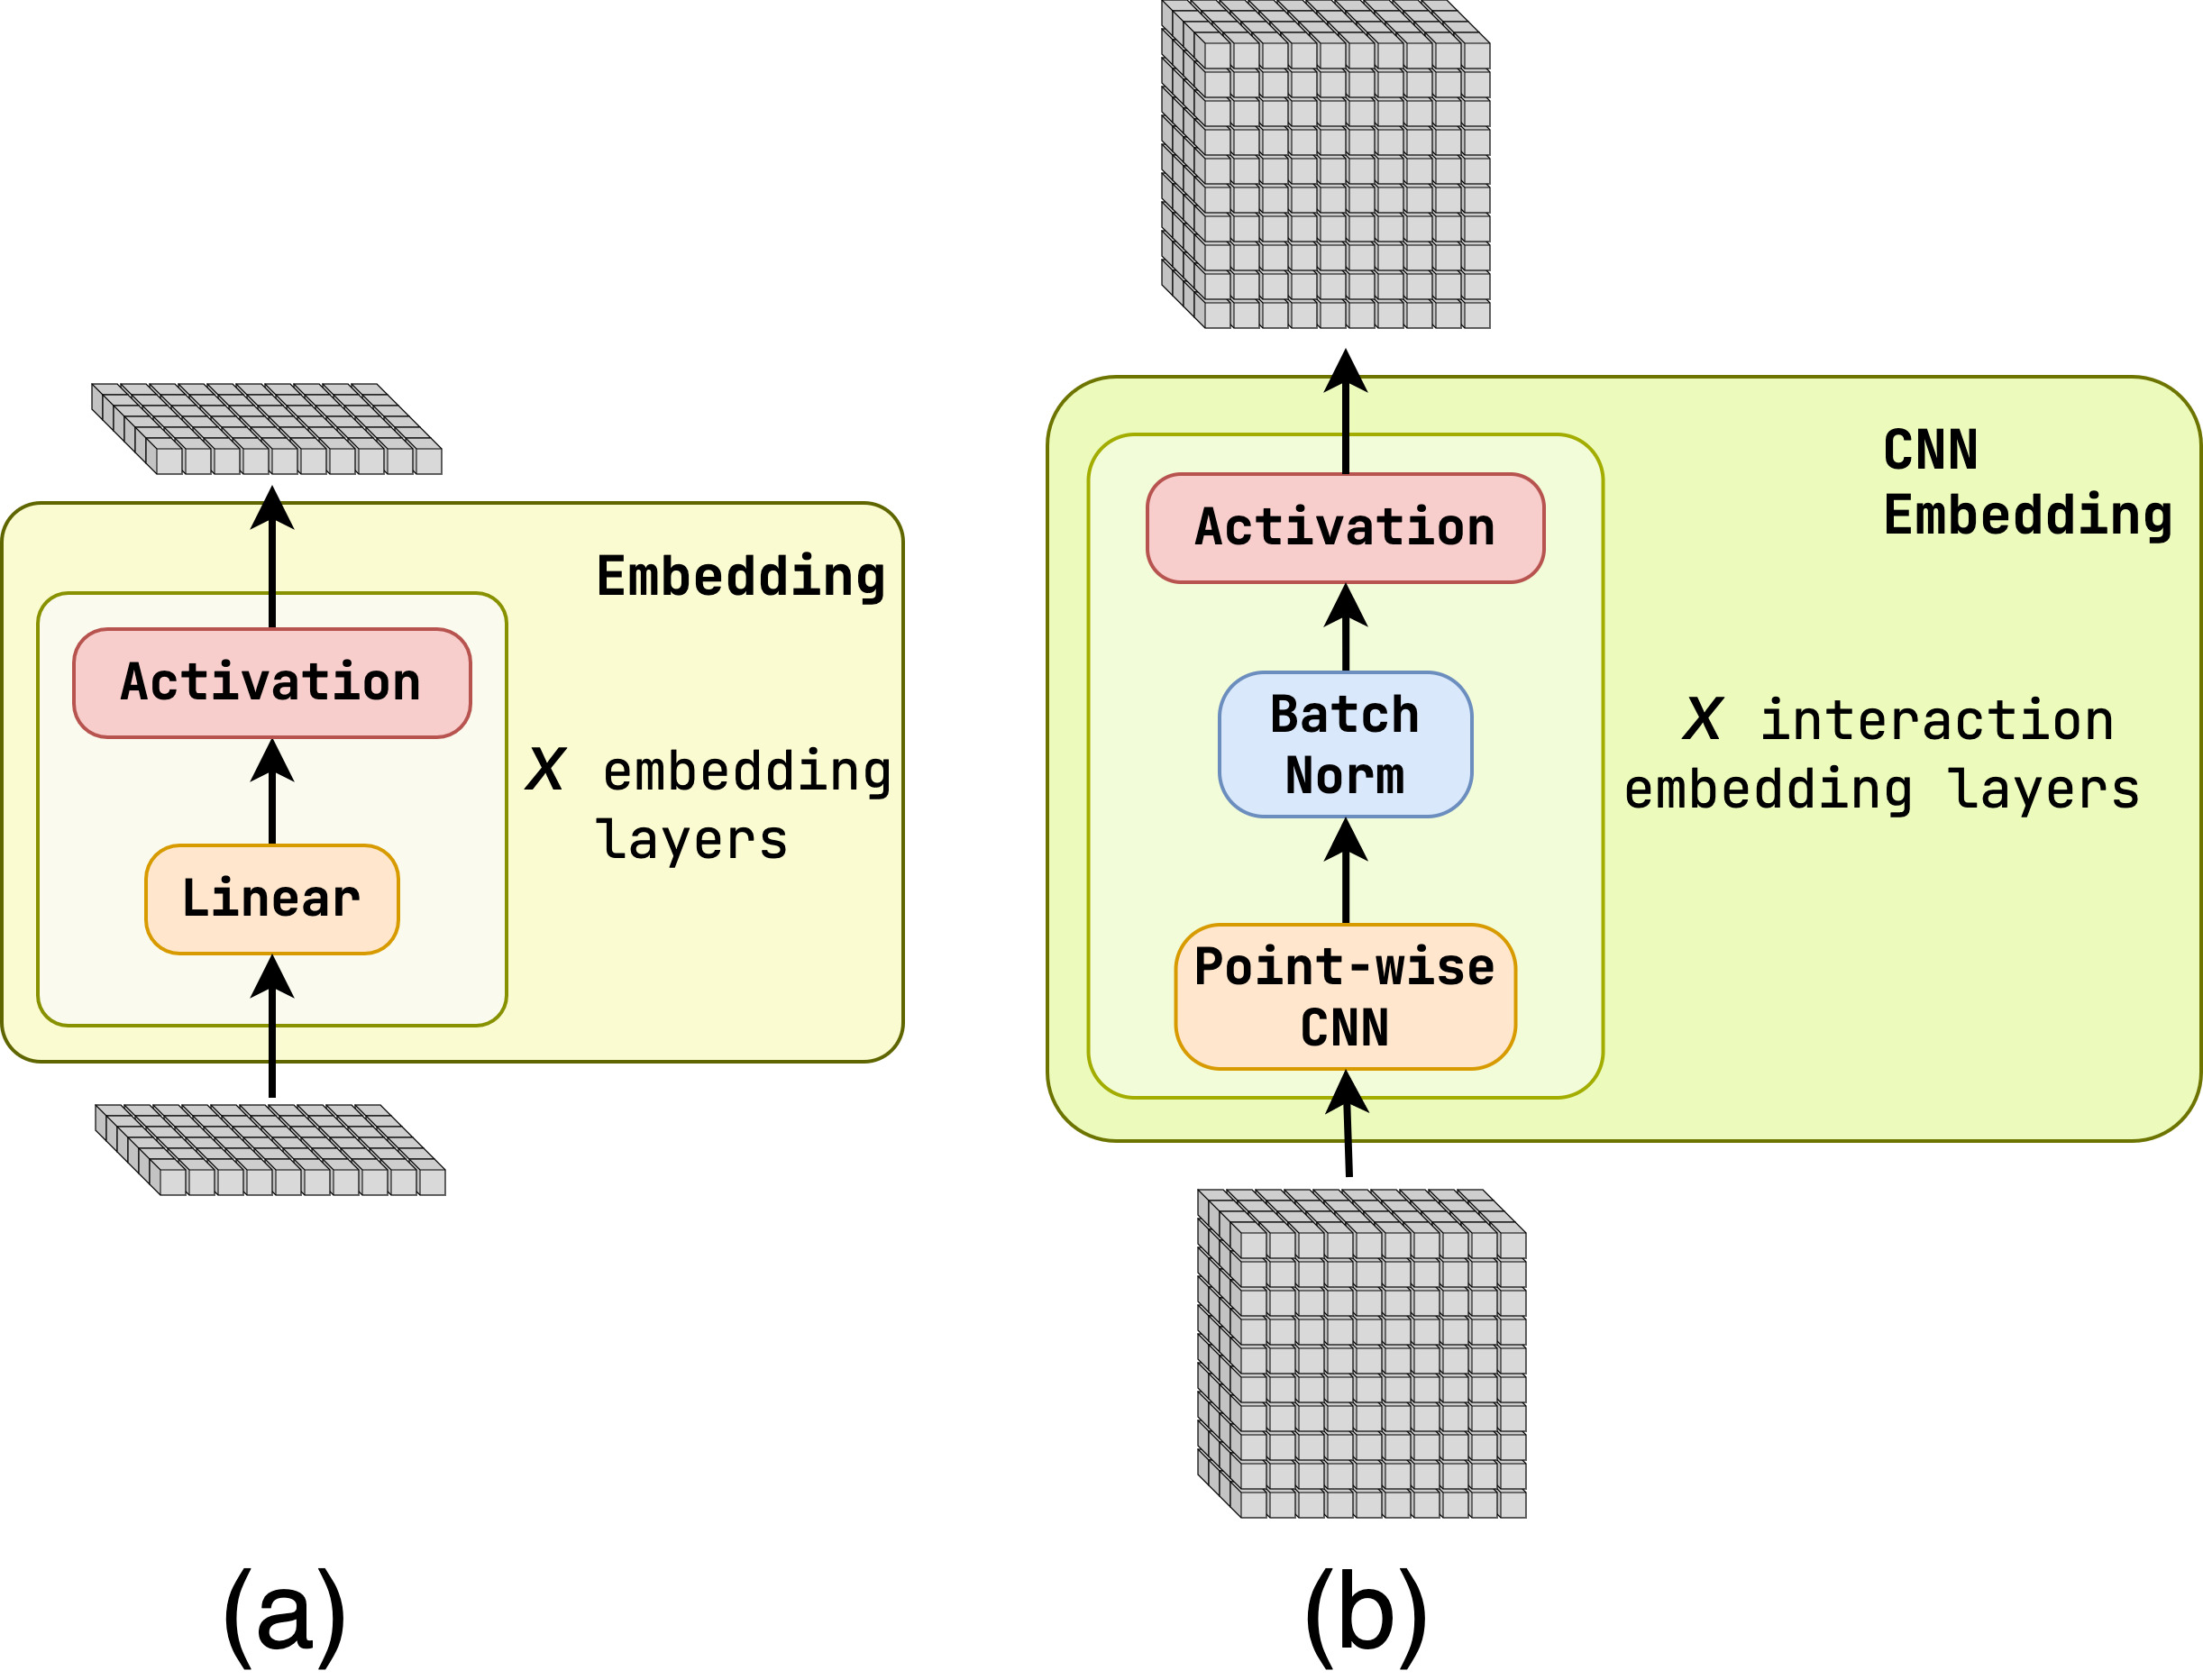 Embedding
Activation
X embedding
layers
Linear
(a)
CNN
Embedding
Activation
Batch
Norm
X interaction
embedding layers
Point-wise
CNN
(b)